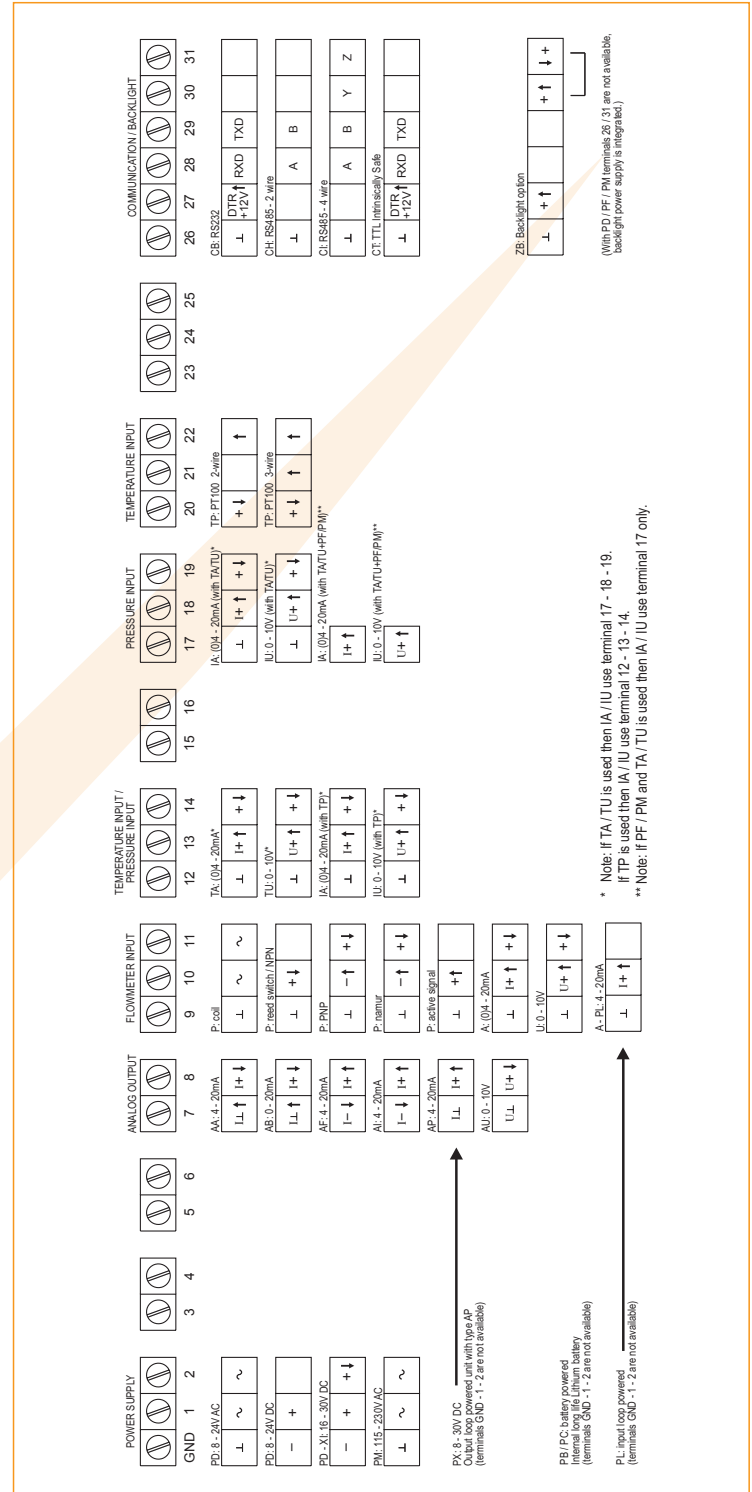 POWER SUPPLY
GND 1 2
PD: 8 - 24V AC
⊥ ~ ~
PD: 8 - 24V DC
− +
PD - XI: 16 - 30V DC
− + +
PM: 115 - 230V AC
⊥ ~ ~
PX: 8 - 30V DC
Output loop powered unit with type AP
(terminals GND - 1 - 2 are not available)
PB / PC: battery powered
Internal long life Lithium battery
(terminals GND - 1 - 2 are not available)
PL: input loop powered
(terminals GND - 1 - 2 are not available)
3 4
5 6
ANALOG OUTPUT
7 8
AA: 4 - 20mA
I⊥ I+
AB: 0 - 20mA
I⊥ I+
AF: 4 - 20mA
I− I+
AI: 4 - 20mA
I− I+
AP: 4 - 20mA
I⊥ I+
AU: 0 - 10V
U⊥ U+
FLOWMETER INPUT
9 10 11
P: coil
⊥ ~ ~
P: reed switch / NPN
⊥ +
P: PNP
⊥ − +
P: namur
⊥ − +
P: active signal
⊥ +
A: (0)4 - 20mA
⊥ I+ +
U: 0 - 10V
⊥ U+ +
A - PL: 4 - 20mA
⊥ I+
TEMPERATURE INPUT /
PRESSURE INPUT
12 13 14
TA: (0)4 - 20mA*
⊥ I+ +
TU: 0 - 10V*
⊥ U+ +
IA: (0)4 - 20mA (with TP)*
⊥ I+ +
IU: 0 - 10V (with TP)*
⊥ U+ +
15 16
PRESSURE INPUT
17 18 19
IA: (0)4 - 20mA (with TA/TU)*
⊥ I+ +
IU: 0 - 10V (with TA/TU)*
⊥ U+ +
IA: (0)4 - 20mA (with TA/TU+PF/PM)**
I+
IU: 0 - 10V (with TA/TU+PF/PM)**
U+
TEMPERATURE INPUT
20 21 22
TP: PT100 2-wire
+
TP: PT100 3-wire
+
* Note: If TA / TU is used then IA / IU use terminal 17 - 18 - 19.
If TP is used then IA / IU use terminal 12 - 13 - 14.
** Note: If PF / PM and TA / TU is used then IA / IU use terminal 17 only.
23 24 25
COMMUNICATION / BACKLIGHT
26 27 28 29 30 31
CB: RS232
⊥ DTR +12V RXD TXD
CH: RS485 - 2 wire
⊥ A B
CI: RS485 - 4 wire
⊥ A B Y Z
CT: TTL Intrinsically Safe
⊥ DTR +12V RXD TXD
ZB: Backlight option
⊥ + + +
(With PD / PF / PM terminals 26 / 31 are not available,
backlight power supply is integrated.)